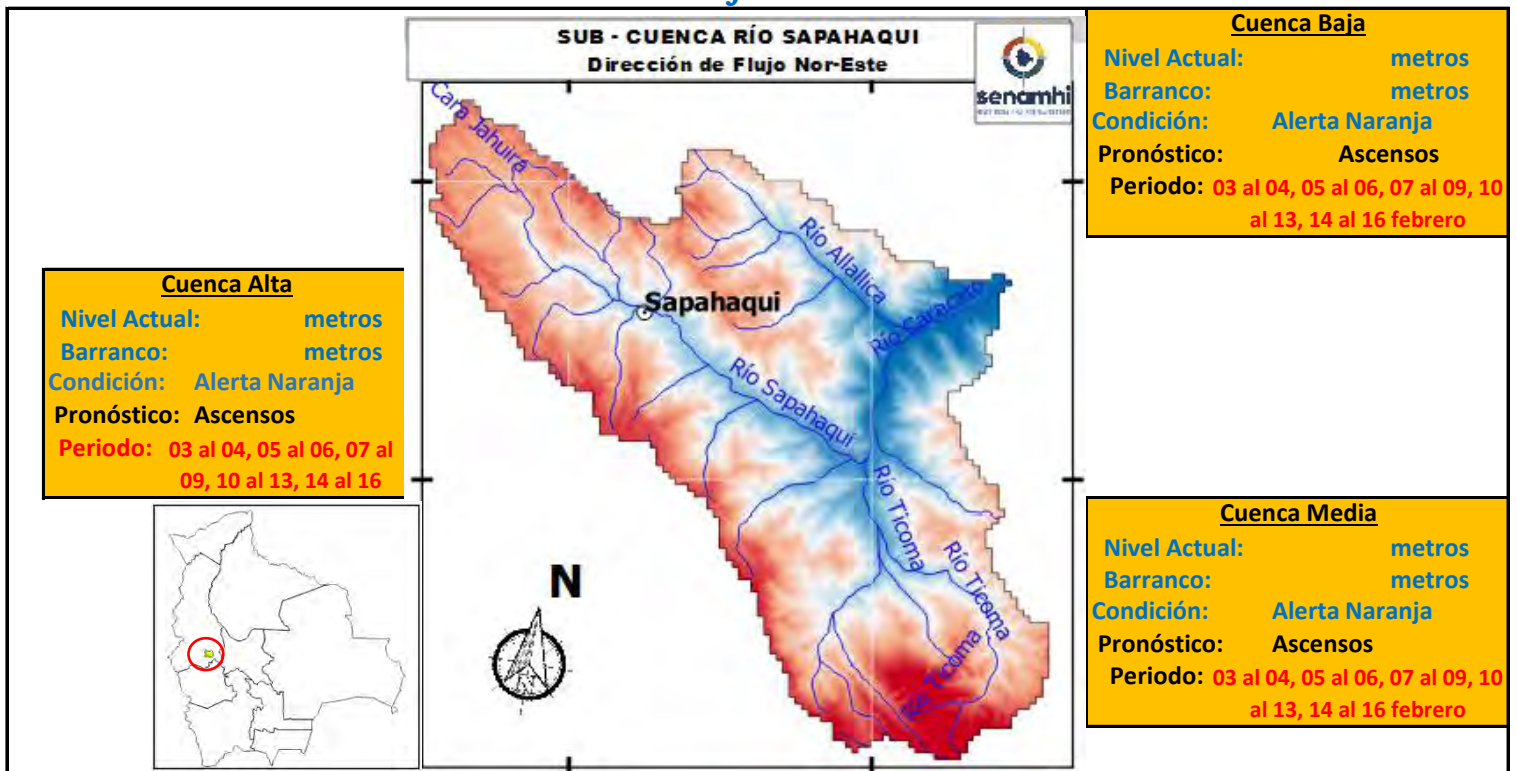 SUB - CUENCA RÍO SAPAHAQUI
Dirección de Flujo Nor-Este
senamhi
Cuenca Baja
Nivel Actual: metros
Barranco: metros
Condición: Alerta Naranja
Pronóstico: Ascensos
Periodo: 03 al 04, 05 al 06, 07 al 09, 10
al 13, 14 al 16 febrero
Cuenca Alta
Nivel Actual: metros
Barranco: metros
Condición: Alerta Naranja
Pronóstico: Ascensos
Periodo: 03 al 04, 05 al 06, 07 al
09, 10 al 13, 14 al 16
Cara Jahuira
Río Allallica
Río Saracato
Sapahaqui
Río Sapahaqui
Río Ticoma
Río Ticoma
Río Ticoma
N
Cuenca Media
Nivel Actual: metros
Barranco: metros
Condición: Alerta Naranja
Pronóstico: Ascensos
Periodo: 03 al 04, 05 al 06, 07 al 09, 10
al 13, 14 al 16 febrero